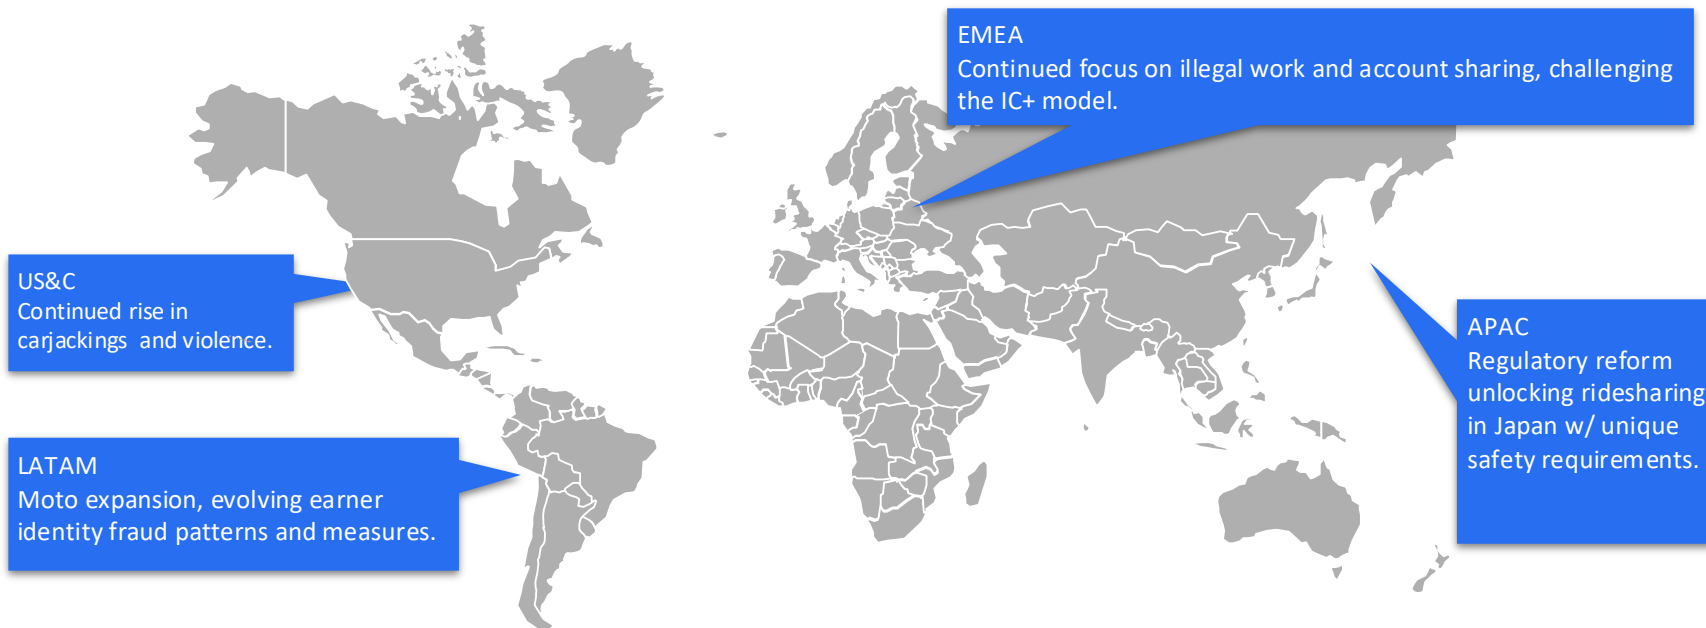 EMEA
Continued focus on illegal work and account sharing, challenging
the IC+ model.
US&C
Continued rise in
carjackings and violence.
APAC
Regulatory reform
unlocking ridesharing
in Japan w/ unique
safety requirements.
LATAM
Moto expansion, evolving earner
identity fraud patterns and measures.